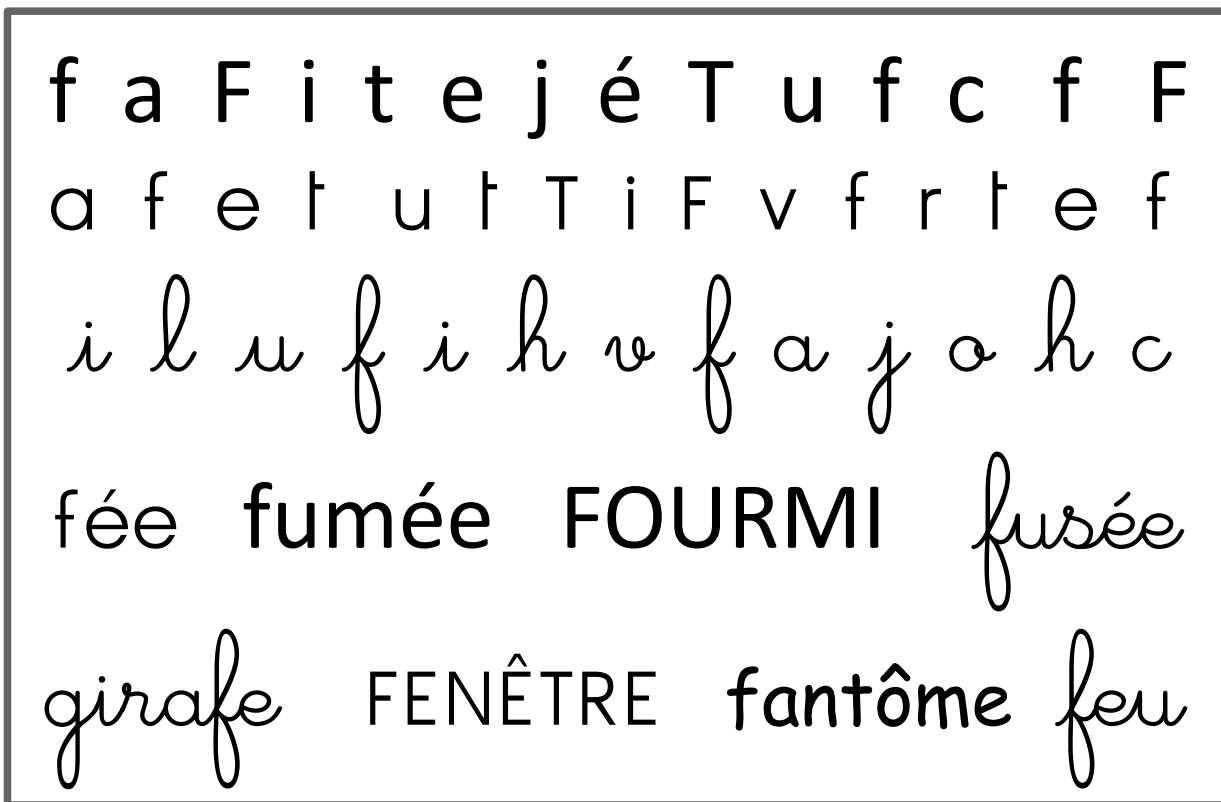 f a F i t e j é T u f c f F
a f e t u t T i F v f r t e f
i l u f i h v f a j o h c
fée fumée FOURMI fusée
girafe FENÊTRE fantôme feu